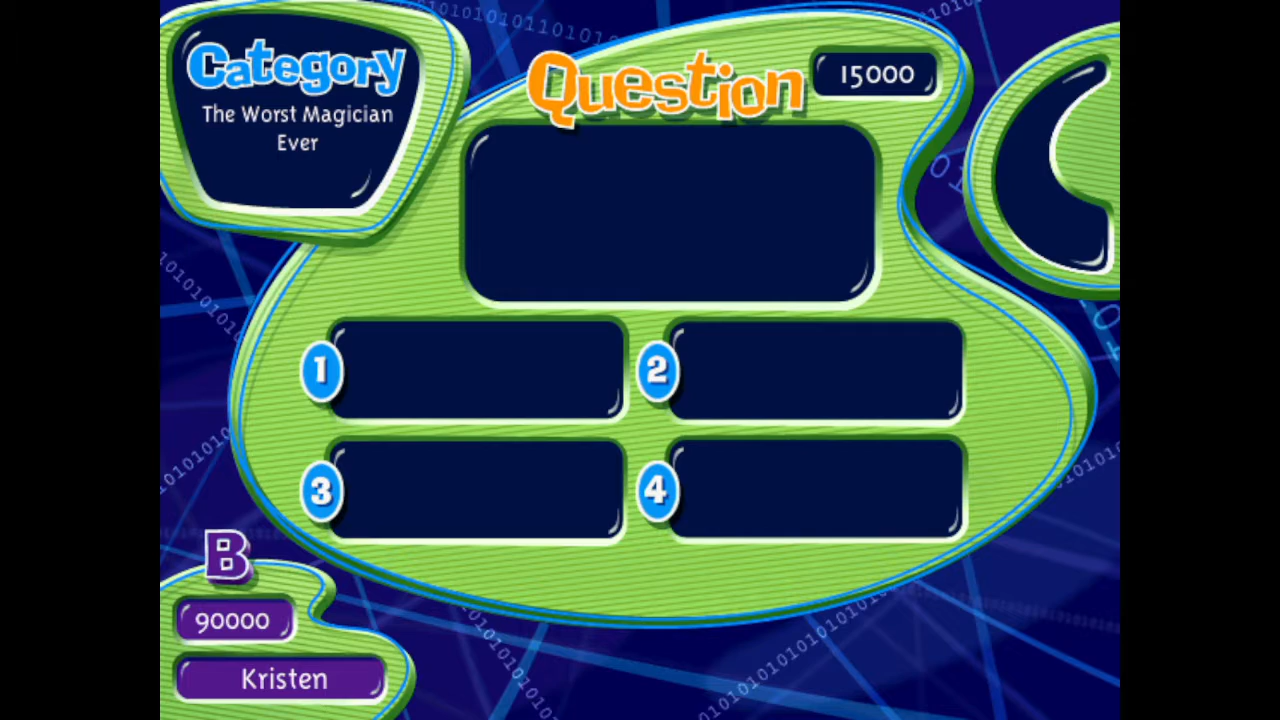 Category
The Worst Magician
Ever
Question
15000
1
2
3
4
B
90000
Kristen